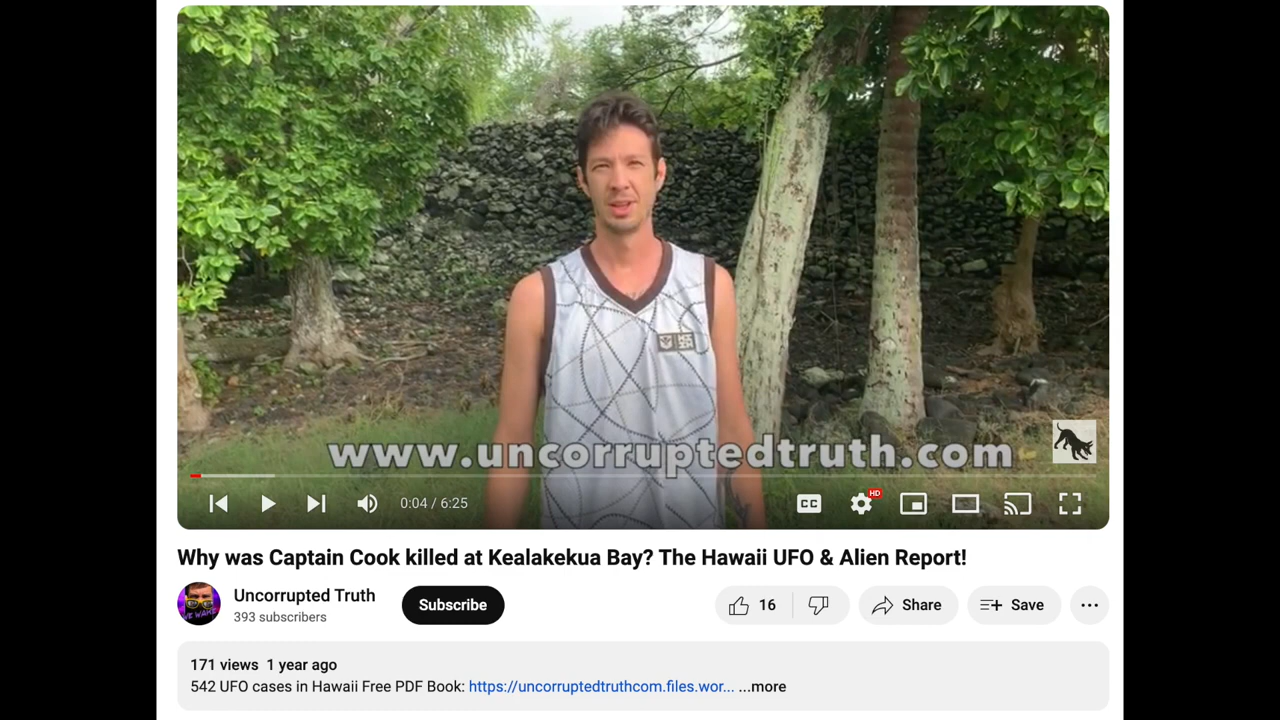 www.uncorruptedtruth.com
0:04 / 6:25
CC
HD
Why was Captain Cook killed at Kealakekua Bay? The Hawaii UFO & Alien Report!
Uncorrupted Truth
393 subscribers
Subscribe
16
Share
Save
171 views 1 year ago
542 UFO cases in Hawaii Free PDF Book: https://uncorruptedtruthcom.files.wor... ...more